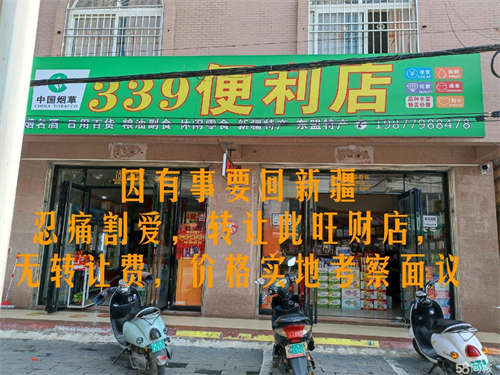 中国烟草
CHINA TOBACCO
339便利店
烟名酒 日用百货 粮油副食 休闲零食 新疆特产 东盟特产 19877988478
因有事要回新疆
忍痛割爱，转让此旺财店，
无转让费，价格实地考察面议
58同城